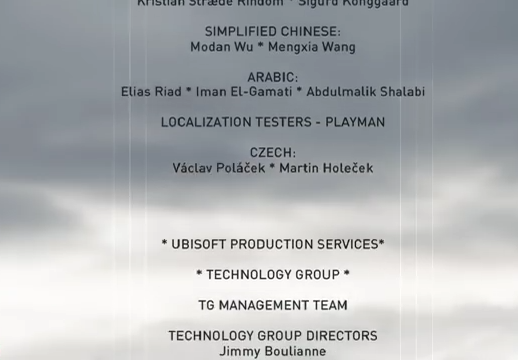 Kristian Stræde Rindom * Sigurd Konggaard
SIMPLIFIED CHINESE:
Modan Wu * Mengxia Wang
ARABIC:
Elias Riad * Iman El-Gamati * Abdulmalik Shalabi
LOCALIZATION TESTERS - PLAYMAN
CZECH:
Václav Poláček * Martin Holeček
* UBISOFT PRODUCTION SERVICES*
* TECHNOLOGY GROUP *
TG MANAGEMENT TEAM
TECHNOLOGY GROUP DIRECTORS
Jimmy Boulianne